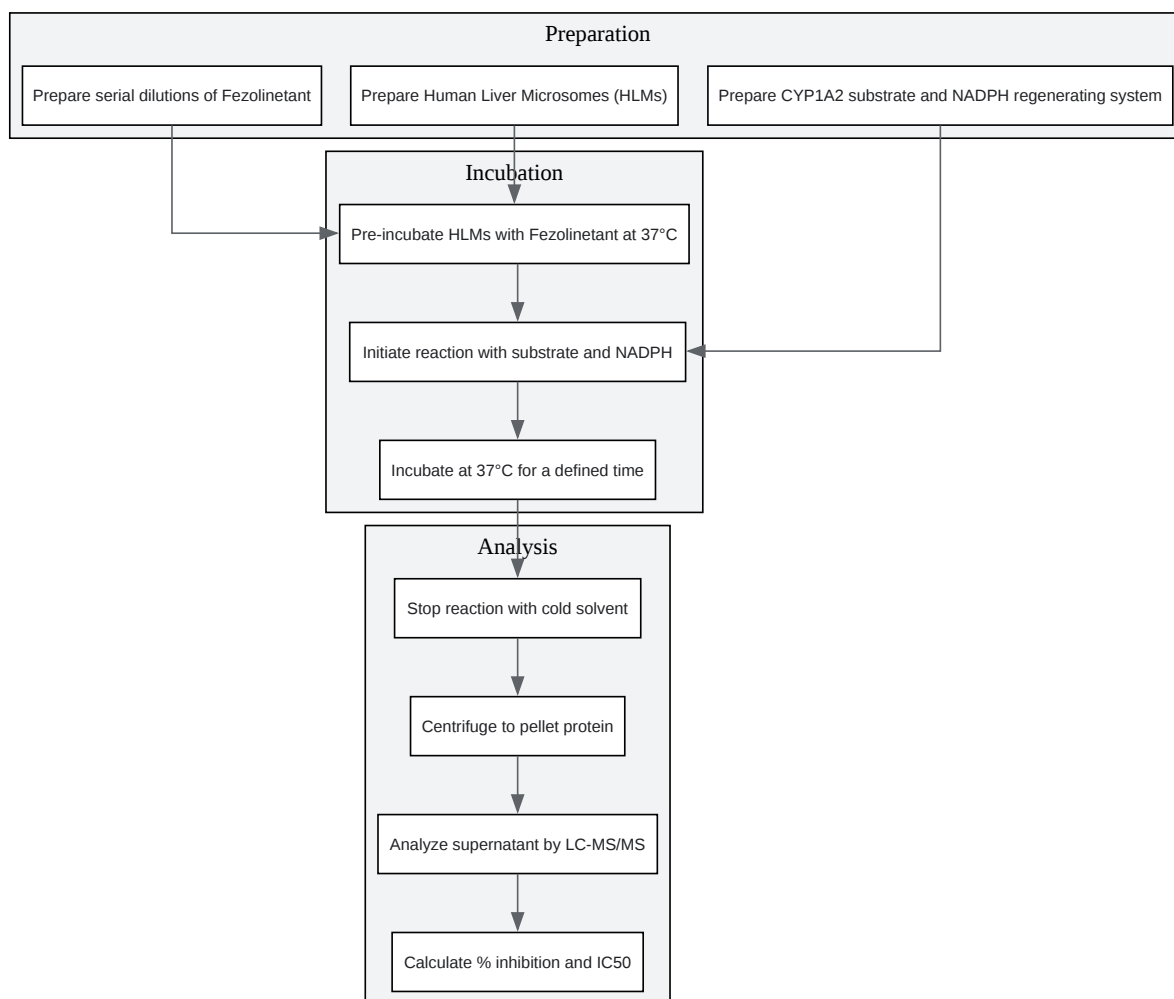 Preparation
Prepare serial dilutions of Fezolinetant
Prepare Human Liver Microsomes (HLMs)
Prepare CYP1A2 substrate and NADPH regenerating system
Incubation
Pre-incubate HLMs with Fezolinetant at 37°C
Initiate reaction with substrate and NADPH
Incubate at 37°C for a defined time
Analysis
Stop reaction with cold solvent
Centrifuge to pellet protein
Analyze supernatant by LC-MS/MS
Calculate % inhibition and IC50